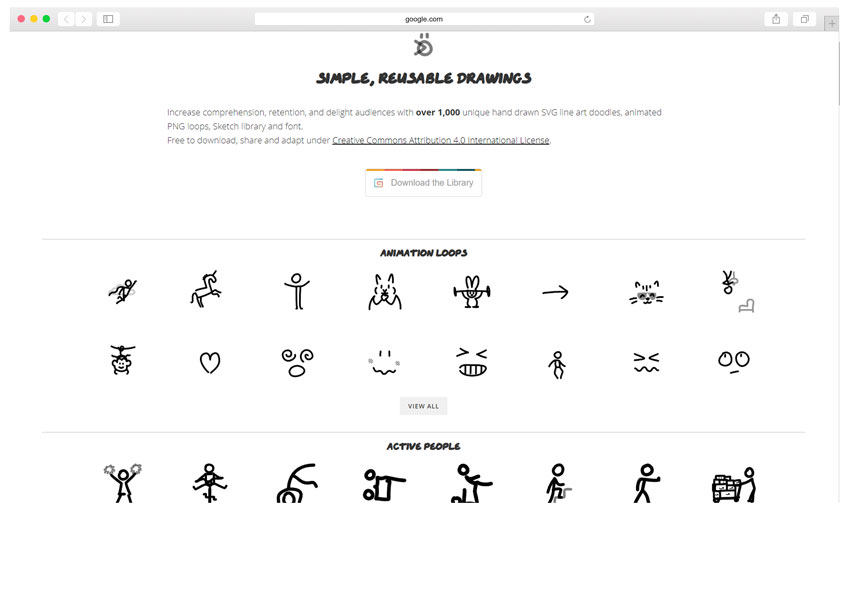 google.com
SIMPLE, REUSABLE DRAWINGS
Increase comprehension, retention, and delight audiences with over 1,000 unique hand drawn SVG line art doodles, animated
PNG loops, Sketch library and font.
Free to download, share and adapt under Creative Commons Attribution 4.0 International License.
Download the Library
ANIMATION LOOPS
VIEW ALL
ACTIVE PEOPLE